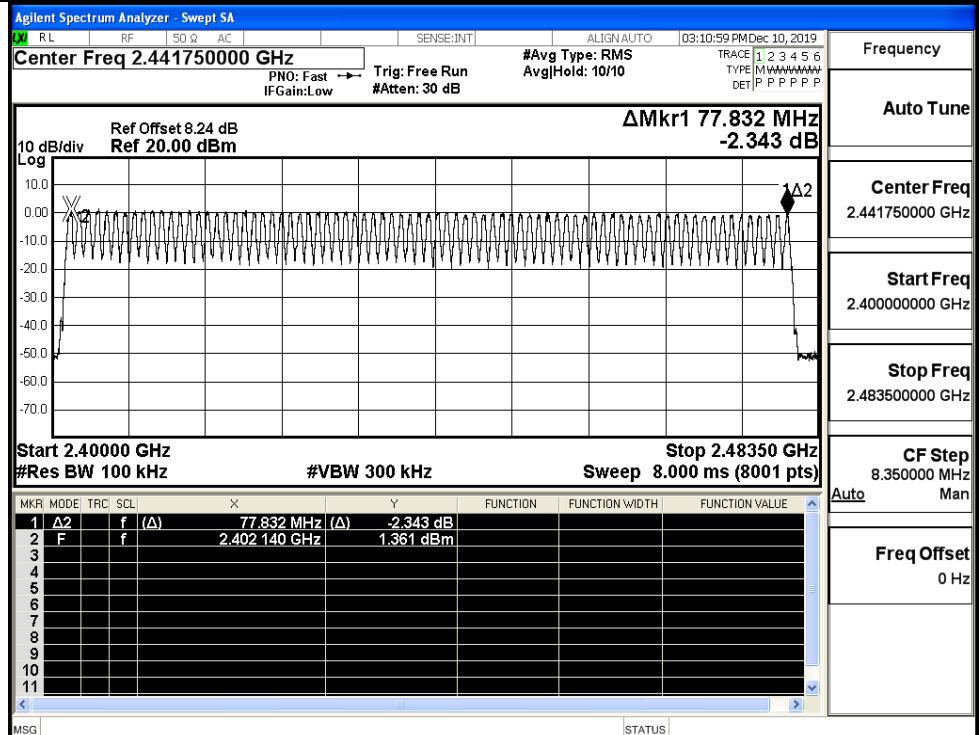 Agilent Spectrum Analyzer - Swept SA
LXI RL RF 50 Ω AC SENSE:INT ALIGN AUTO 03:10:59 PM Dec 10, 2019
Center Freq 2.441750000 GHz
PNO: Fast
IFGain:Low
Trig: Free Run
#Atten: 30 dB
#Avg Type: RMS
Avg|Hold: 10/10
TRACE 1 2 3 4 5 6
TYPE M W W W W W
DET P P P P P P
ΔMkr1 77.832 MHz
-2.343 dB
Ref Offset 8.24 dB
10 dB/div Ref 20.00 dBm
Log
10.0
0.00
-10.0
-20.0
-30.0
-40.0
-50.0
-60.0
-70.0
2
1Δ2
Start 2.40000 GHz Stop 2.48350 GHz
#Res BW 100 kHz #VBW 300 kHz Sweep 8.000 ms (8001 pts)
MKR MODE TRC SCL X Y FUNCTION FUNCTION WIDTH FUNCTION VALUE
1 Δ2 f (Δ) 77.832 MHz (Δ) -2.343 dB
2 F f 2.402 140 GHz 1.361 dBm
3
4
5
6
7
8
9
10
11
MSG STATUS
Frequency
Auto Tune
Center Freq
2.441750000 GHz
Start Freq
2.400000000 GHz
Stop Freq
2.483500000 GHz
CF Step
8.350000 MHz
Auto Man
Freq Offset
0 Hz